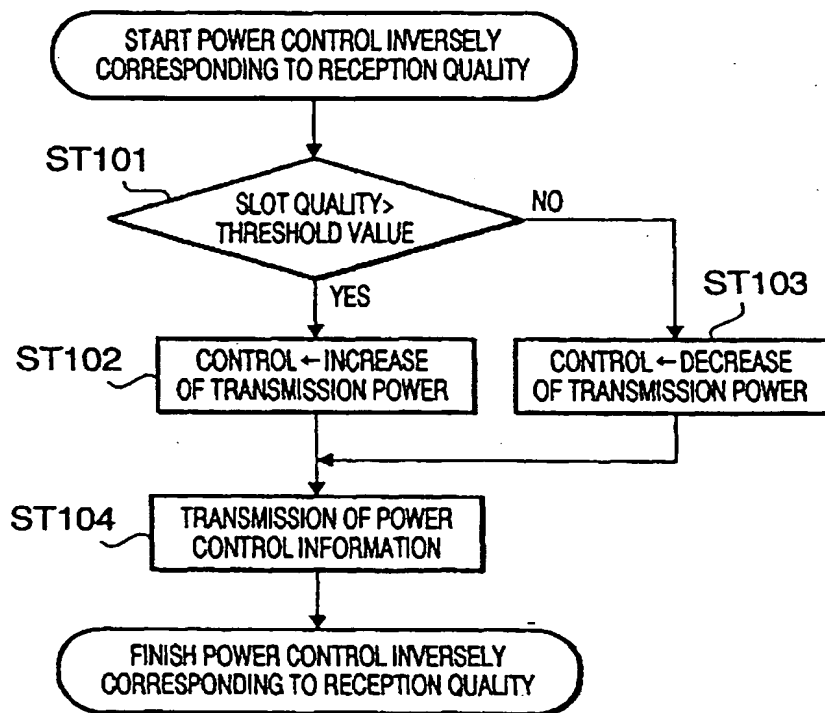 START POWER CONTROL INVERSELY
CORRESPONDING TO RECEPTION QUALITY
ST101
SLOT QUALITY>
THRESHOLD VALUE
NO
YES
ST103
ST102
CONTROL←INCREASE
OF TRANSMISSION POWER
CONTROL←DECREASE
OF TRANSMISSION POWER
ST104
TRANSMISSION OF POWER
CONTROL INFORMATION
FINISH POWER CONTROL INVERSELY
CORRESPONDING TO RECEPTION QUALITY